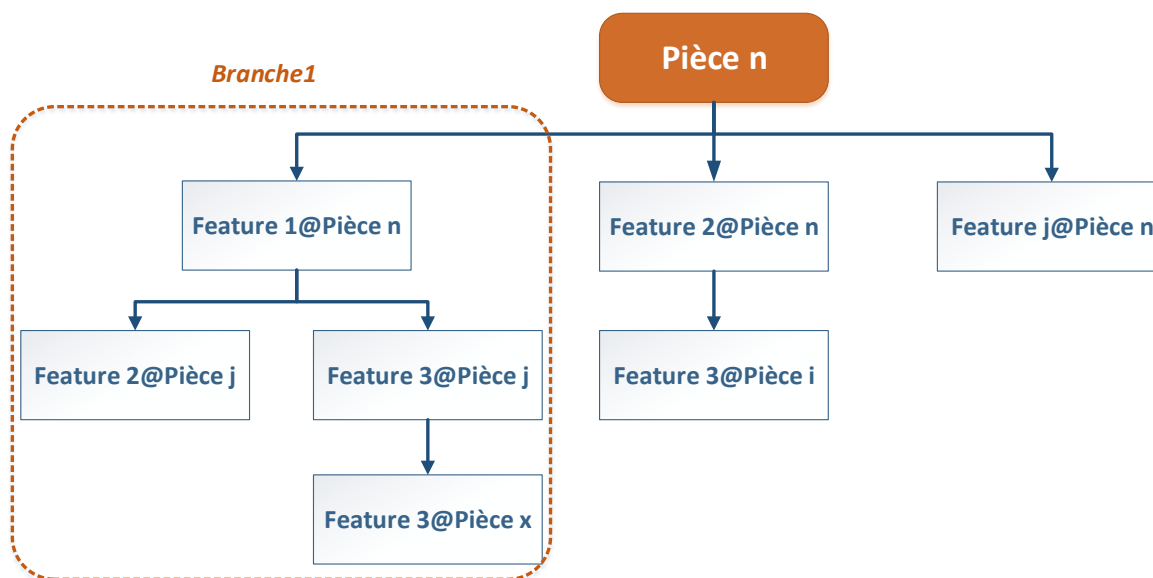 Pièce n
Branche1
Feature 1@Pièce n
Feature 2@Pièce n
Feature j@Pièce n
Feature 2@Pièce j
Feature 3@Pièce j
Feature 3@Pièce i
Feature 3@Pièce x